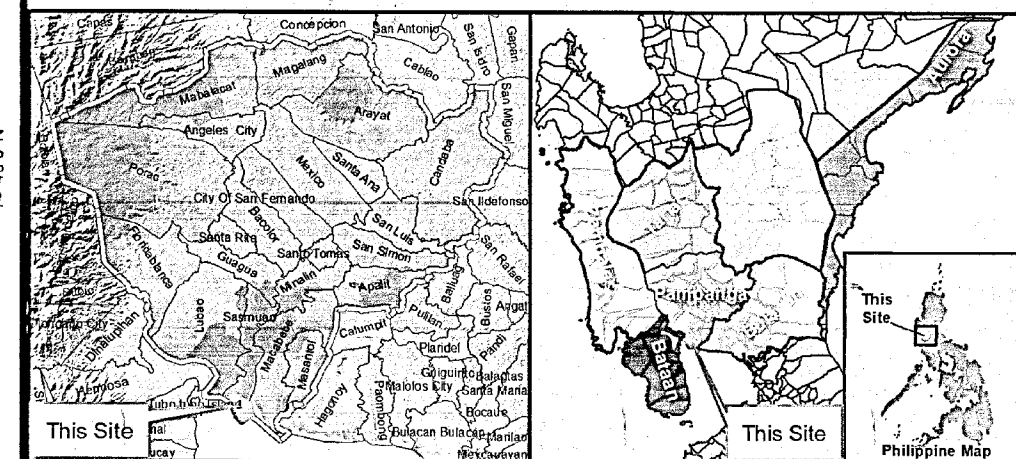 Capas
Concepcion
San Antonio
San Isidro
Gapan
Magalang
Cabiao
Mabalacat
San Miguel
Arayat
Angeles City
Candaba
Porac
Mexico
Santa Ana
City Of San Fernando
San Ildefonso
Bacolor
San Luis
Floridablanca
Santa Rita
San Simon
San Rafael
Guagua
Santo Tomas
Minalin
Apalit
Baliuag
Lubao
Sasmuan
Bustos
Angat
Macabebe
Calumpit
Pulilan
Masantol
Plaridel
Pandi
Dinalupihan
Guiguinto
Balagtas
Hermosa
Malolos City
Santa Maria
Hagonoy
Paombong
Bocaue
Bulacan
Bulacan
Marilao
Meycauayan
This Site
Aurora
Pampanga
Bataan
This Site
This
Site
Philippine Map